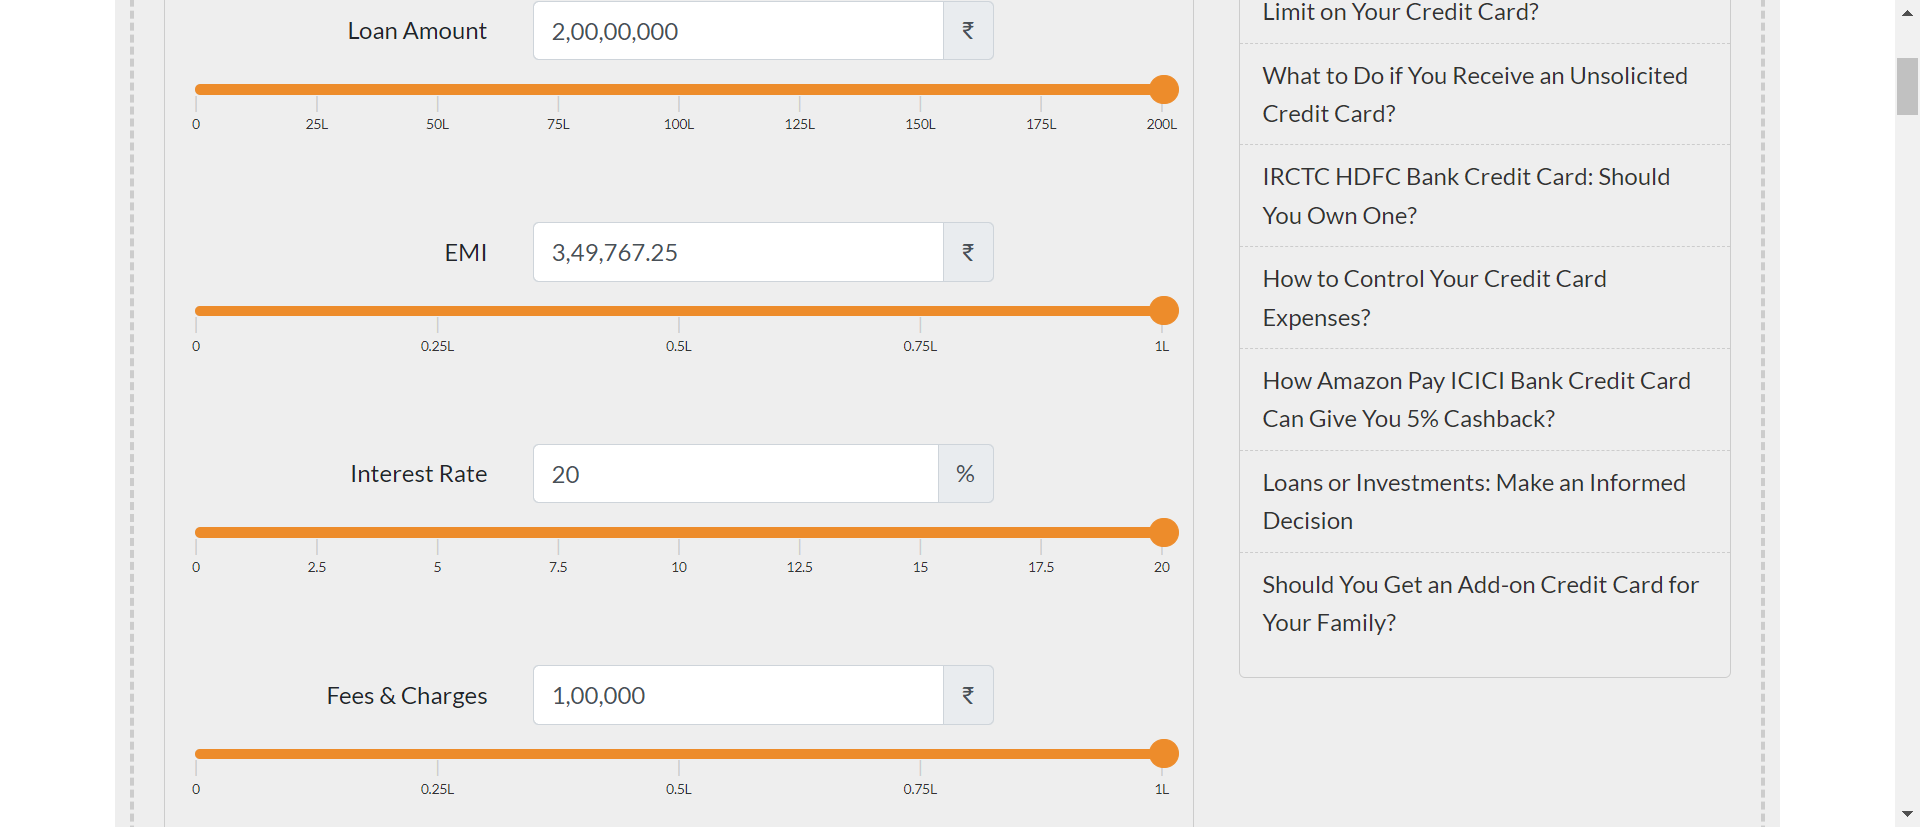 Loan Amount
2,00,00,000 ₹
0 25L 50L 75L 100L 125L 150L 175L 200L
EMI
3,49,767.25 ₹
0 0.25L 0.5L 0.75L 1L
Interest Rate
20 %
0 2.5 5 7.5 10 12.5 15 17.5 20
Fees & Charges
1,00,000 ₹
0 0.25L 0.5L 0.75L 1L
Limit on Your Credit Card?
What to Do if You Receive an Unsolicited
Credit Card?
IRCTC HDFC Bank Credit Card: Should
You Own One?
How to Control Your Credit Card
Expenses?
How Amazon Pay ICICI Bank Credit Card
Can Give You 5% Cashback?
Loans or Investments: Make an Informed
Decision
Should You Get an Add-on Credit Card for
Your Family?